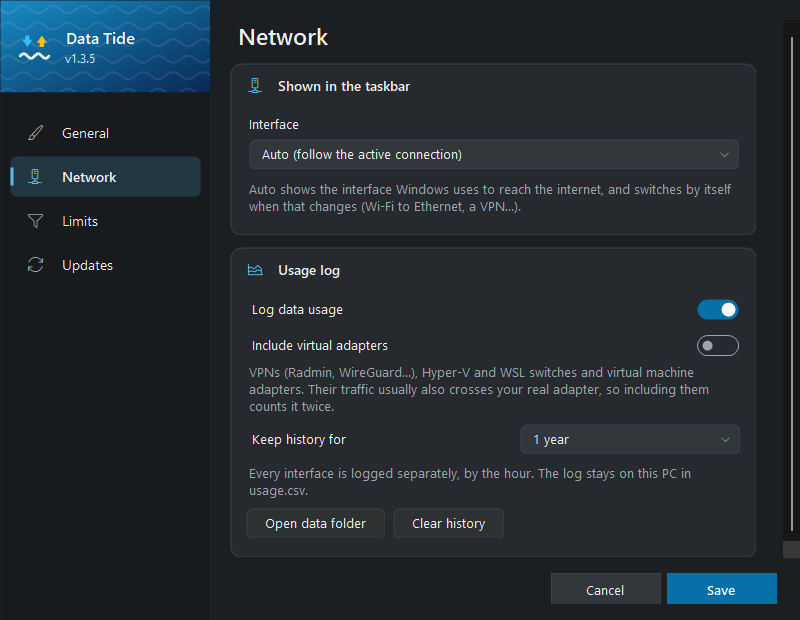 Data Tide
v1.3.5
General
Network
Limits
Updates
Network
Shown in the taskbar
Interface
Auto (follow the active connection)
Auto shows the interface Windows uses to reach the internet, and switches by itself
when that changes (Wi-Fi to Ethernet, a VPN...).
Usage log
Log data usage
Include virtual adapters
VPNs (Radmin, WireGuard...), Hyper-V and WSL switches and virtual machine
adapters. Their traffic usually also crosses your real adapter, so including them
counts it twice.
Keep history for
1 year
Every interface is logged separately, by the hour. The log stays on this PC in
usage.csv.
Open data folder
Clear history
Cancel
Save